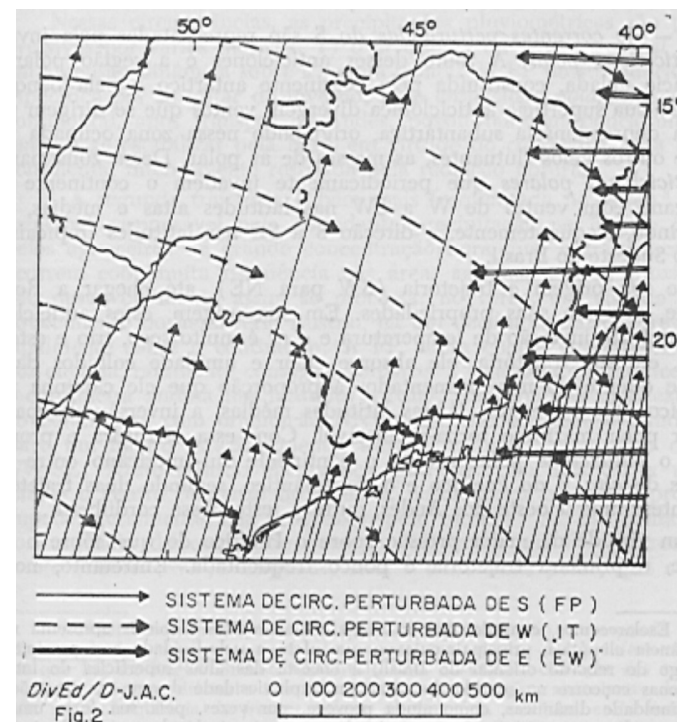 50° 45° 40°
15°
20°
SISTEMA DE CIRC. PERTURBADA DE S ( FP )
SISTEMA DE CIRC. PERTURBADA DE W ( IT )
SISTEMA DE CIRC. PERTURBADA DE E ( EW )
DivEd/D-J.A.C.
0 100 200 300 400 500 km
Fig. 2